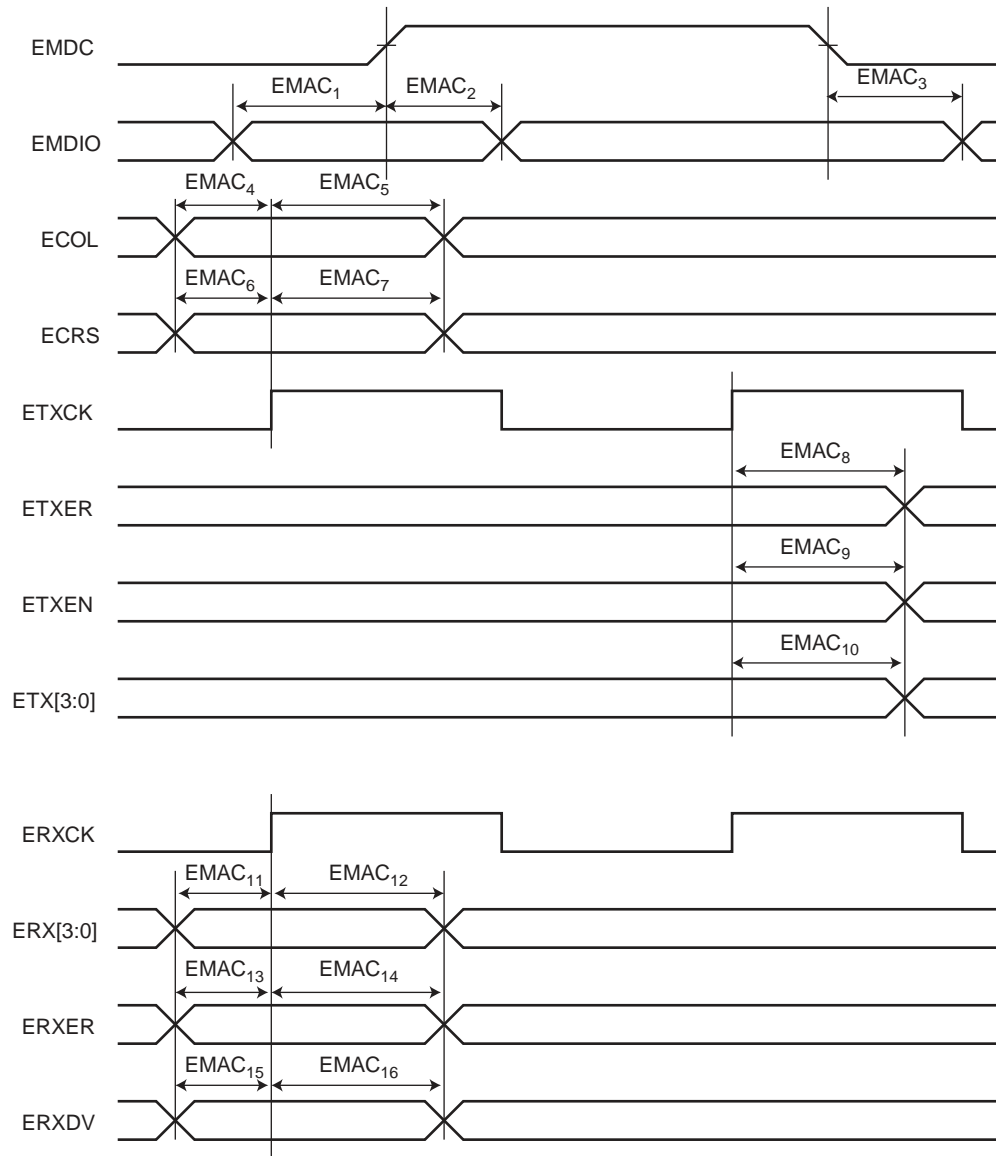 EMDC
EMAC₁ EMAC₂ EMAC₃
EMDIO
EMAC₄ EMAC₅
ECOL
EMAC₆ EMAC₇
ECRS
ETXCK
EMAC₈
ETXER
EMAC₉
ETXEN
EMAC₁₀
ETX[3:0]
ERXCK
EMAC₁₁ EMAC₁₂
ERX[3:0]
EMAC₁₃ EMAC₁₄
ERXER
EMAC₁₅ EMAC₁₆
ERXDV